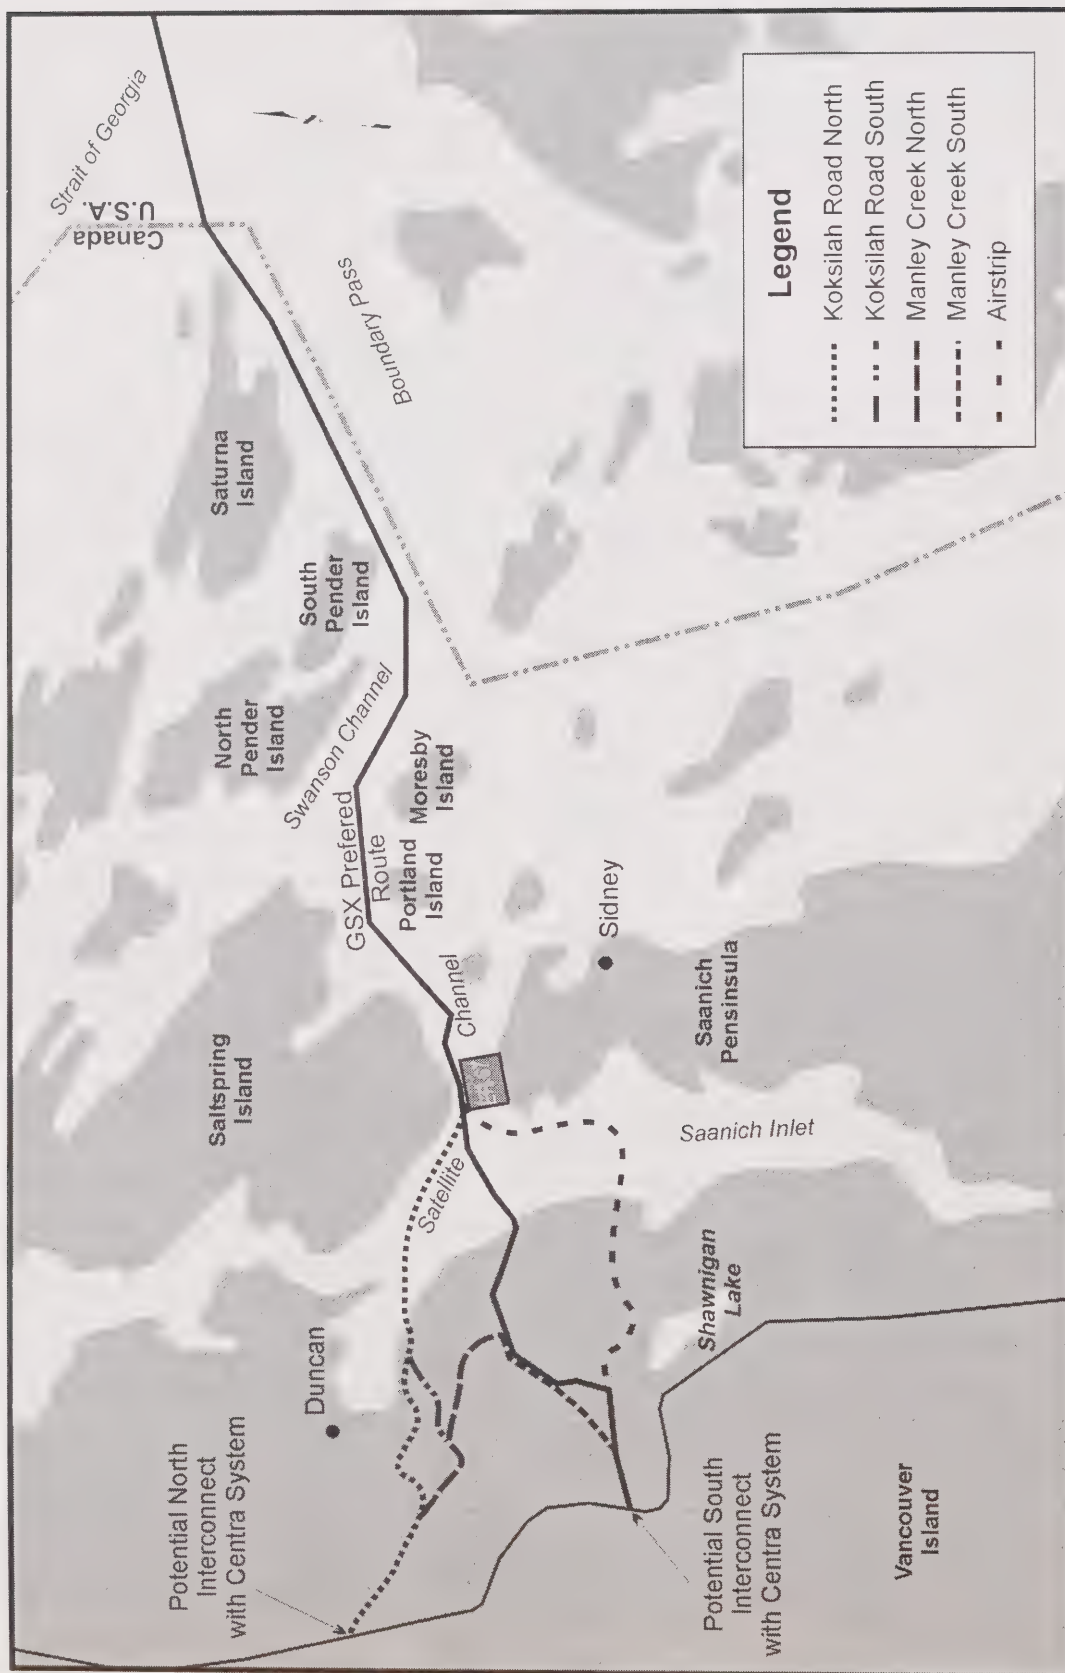 Strait of Georgia
U.S.A.
Canada
Boundary Pass
Saturna
Island
South
Pender
Island
North
Pender
Island
Swanson Channel
GSX Prefered
Route
Moresby
Island
Portland
Island
Sidney
Channel
Saanich
Pensinsula
Saltspring
Island
Saanich Inlet
Satellite
Shawnigan
Lake
Duncan
Potential North
Interconnect
with Centra System
Potential South
Interconnect
with Centra System
Vancouver
Island
Legend
Koksilah Road North
Koksilah Road South
Manley Creek North
Manley Creek South
Airstrip